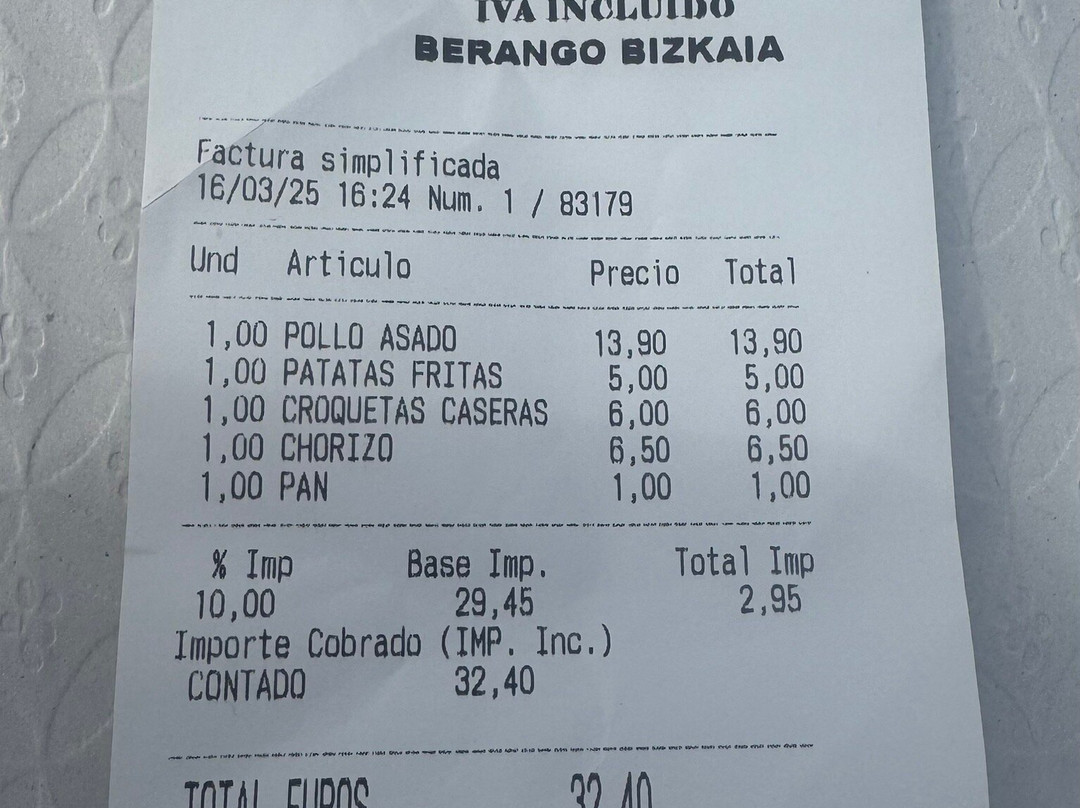 IVA INCLUIDO
BERANGO BIZKAIA
Factura simplificada
16/03/25 16:24 Num. 1 / 83179
Und Articulo Precio Total
1,00 POLLO ASADO 13,90 13,90
1,00 PATATAS FRITAS 5,00 5,00
1,00 CROQUETAS CASERAS 6,00 6,00
1,00 CHORIZO 6,50 6,50
1,00 PAN 1,00 1,00
% Imp Base Imp. Total Imp
10,00 29,45 2,95
Importe Cobrado (IMP. Inc.)
CONTADO 32,40
TOTAL EUROS 32,40